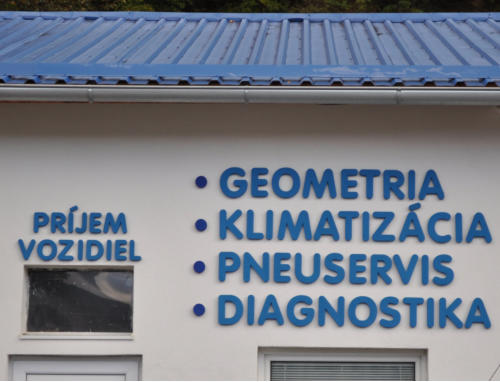 PRÍJEM
VOZIDIEL
• GEOMETRIA
• KLIMATIZÁCIA
• PNEUSERVIS
• DIAGNOSTIKA